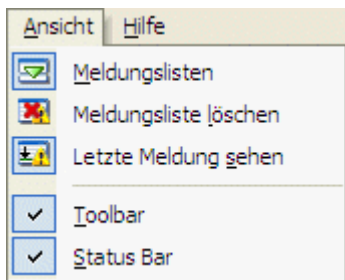 Ansicht Hilfe
Meldungslisten
Meldungsliste löschen
Letzte Meldung sehen
Toolbar
Status Bar